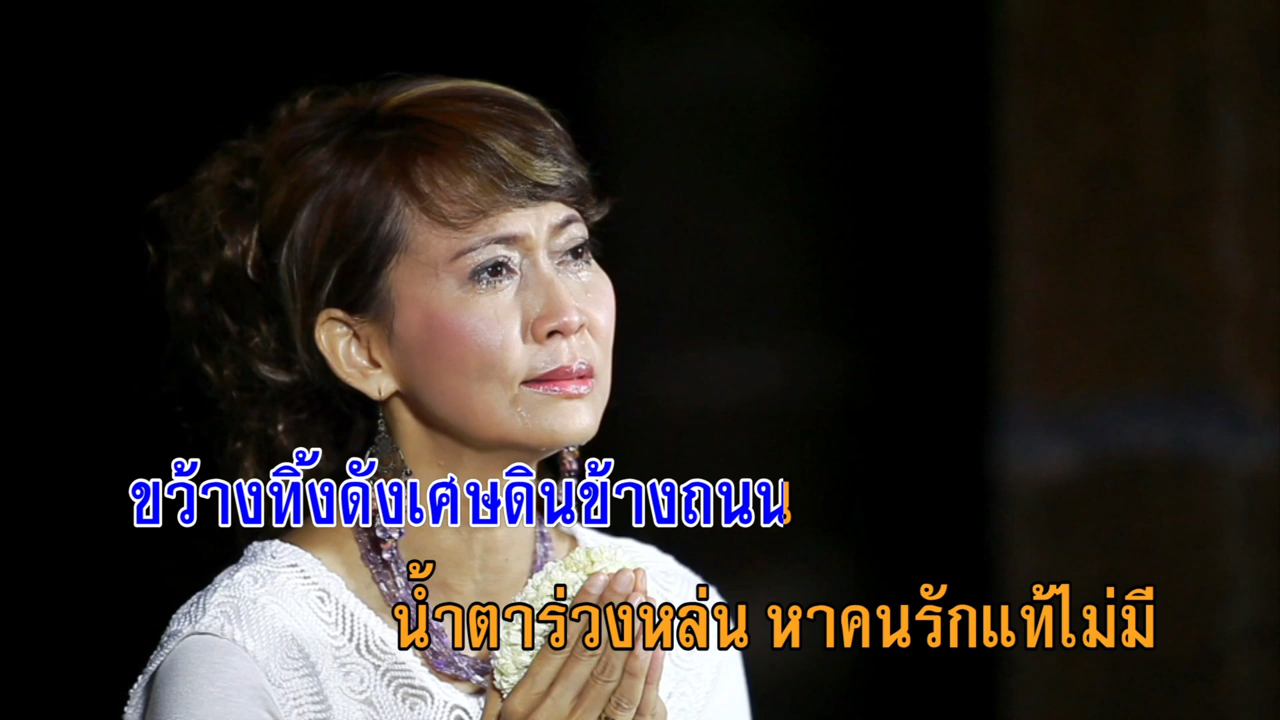 ขว้างทิ้งดังเศษดินข้างถนน
น้ำตาร่วงหล่น หาคนรักแท้ไม่มี